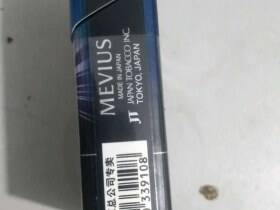 MEVIUS
MADE IN JAPAN
JT JAPAN TOBACCO INC.
TOKYO, JAPAN
总公司专卖
339108